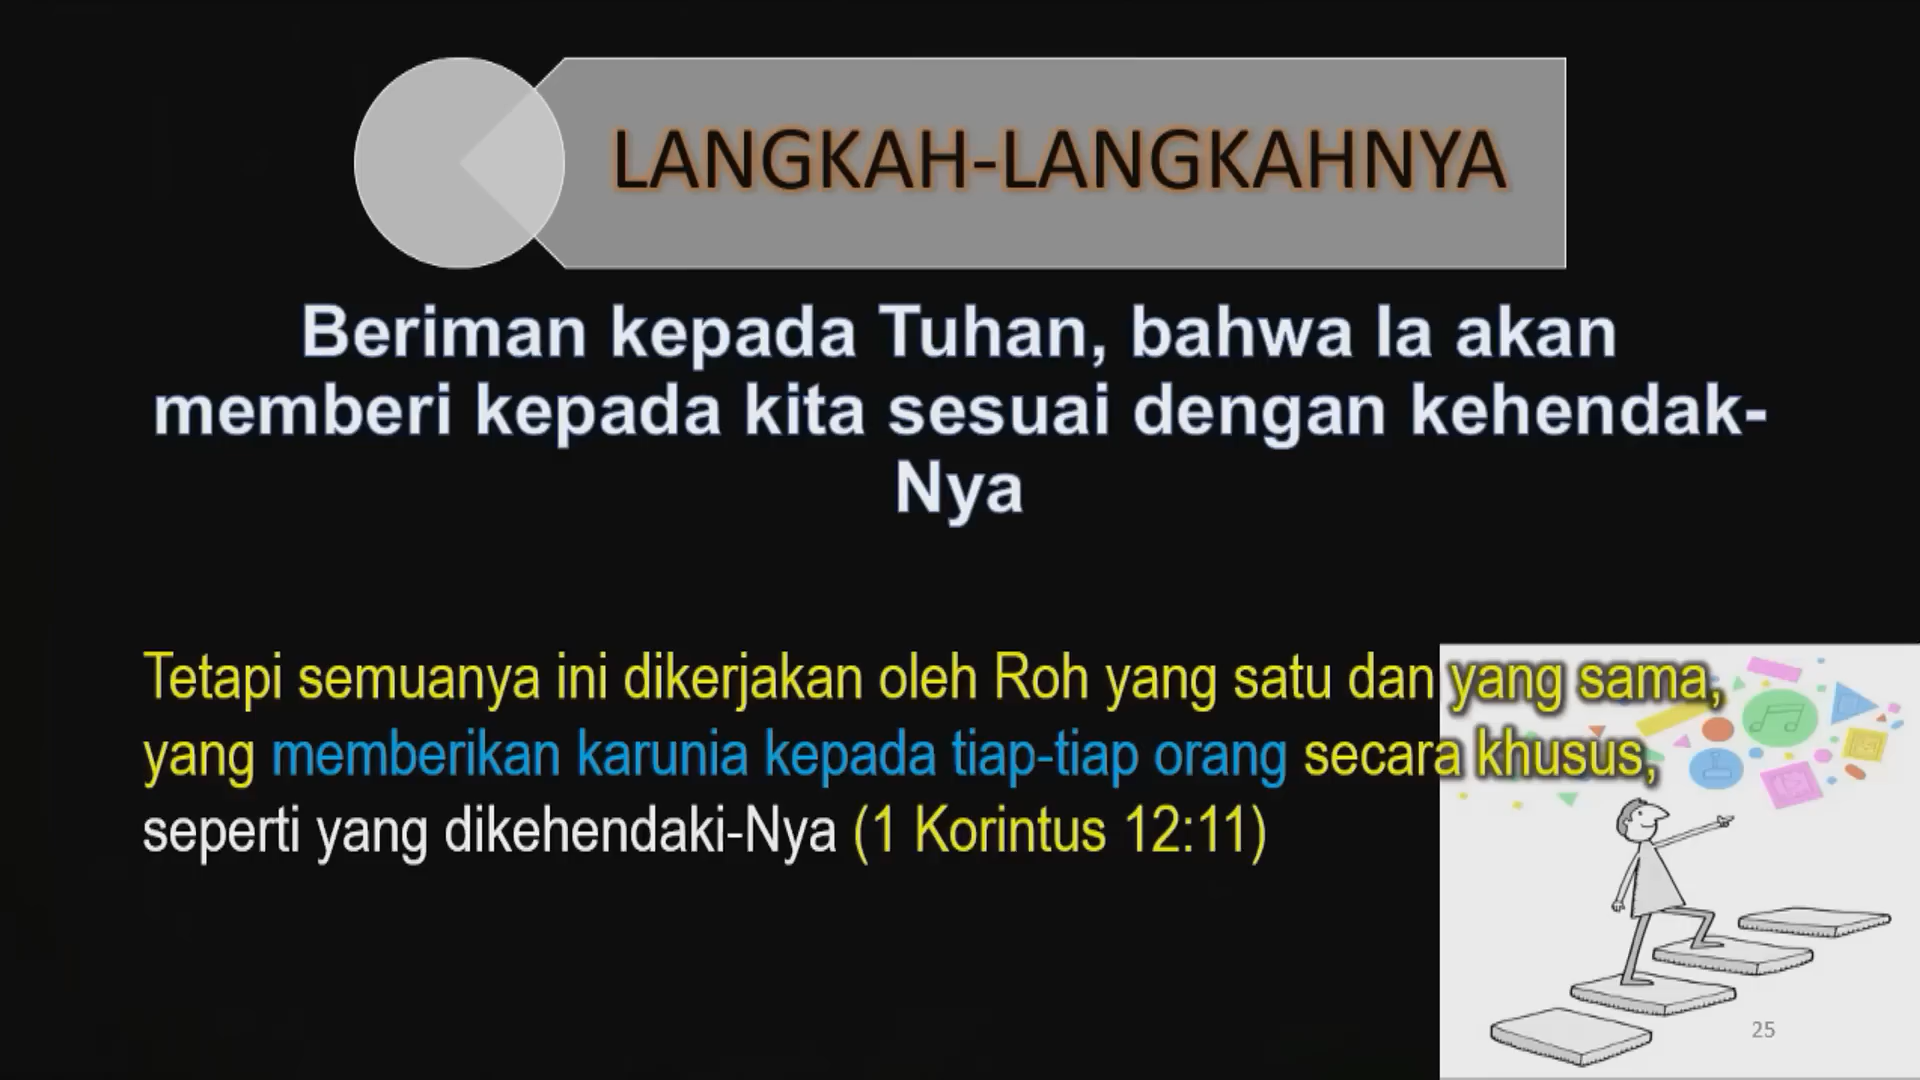 LANGKAH-LANGKAHNYA
Beriman kepada Tuhan, bahwa Ia akan
memberi kepada kita sesuai dengan kehendak-
Nya
Tetapi semuanya ini dikerjakan oleh Roh yang satu dan yang sama,
yang memberikan karunia kepada tiap-tiap orang secara khusus,
seperti yang dikehendaki-Nya (1 Korintus 12:11)
25